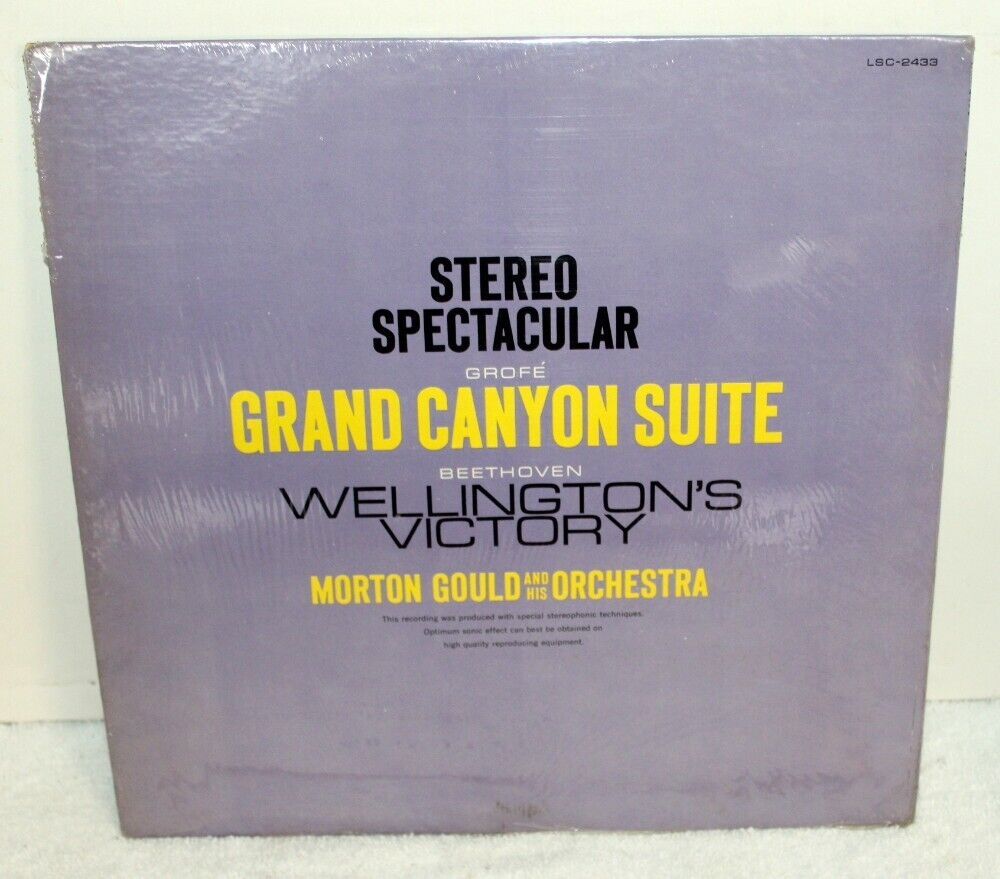 LSC-2433
STEREO
SPECTACULAR
GROFÉ
GRAND CANYON SUITE
BEETHOVEN
WELLINGTON'S
VICTORY
MORTON GOULD AND HIS ORCHESTRA
This recording was produced with special stereophonic techniques.
Optimum sonic effect can best be obtained on
high quality reproducing equipment.